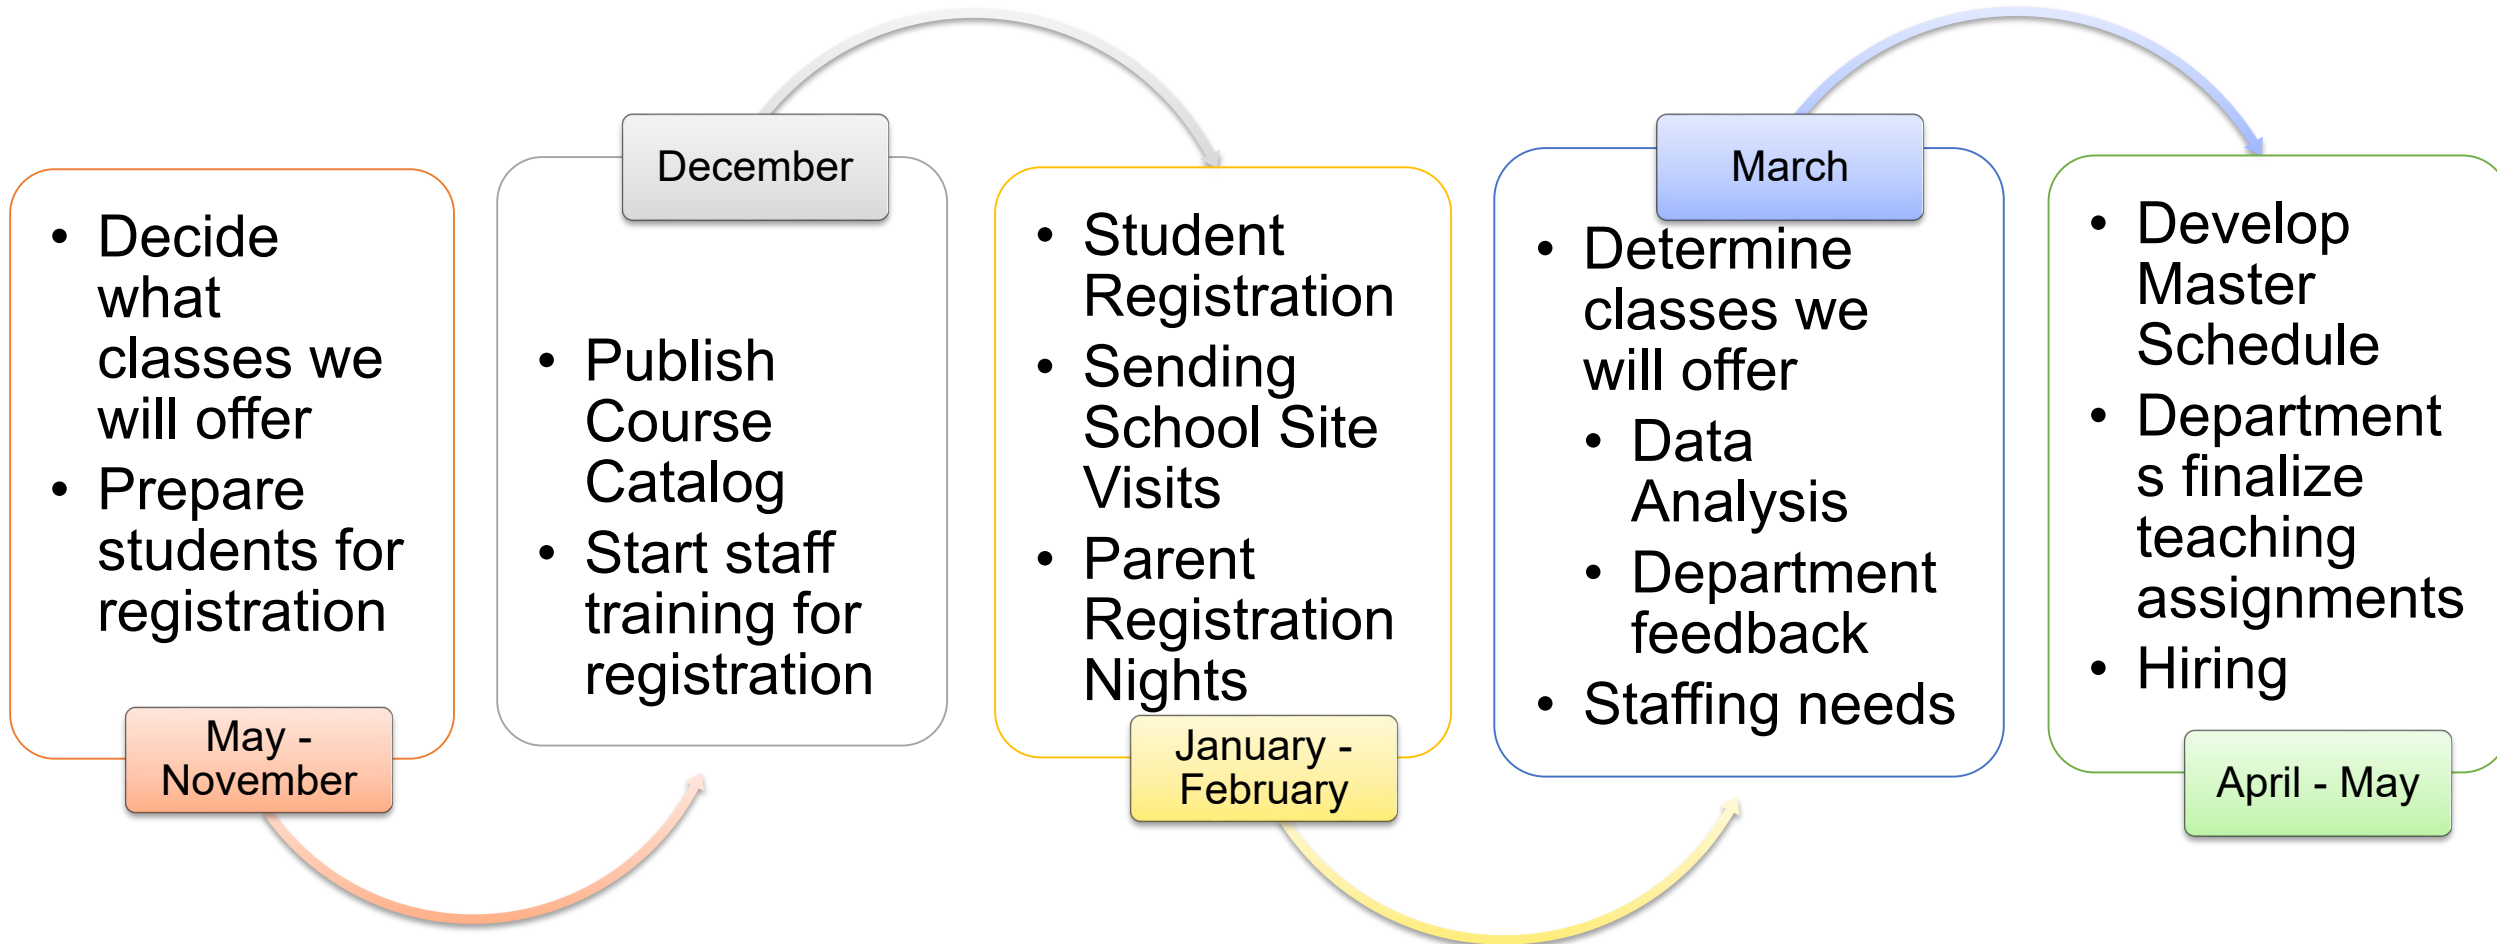 • Decide
what
classes we
will offer
• Prepare
students for
registration
May -
November
December
• Publish
Course
Catalog
• Start staff
training for
registration
• Student
Registration
• Sending
School Site
Visits
• Parent
Registration
Nights
January -
February
March
• Determine
classes we
will offer
• Data
Analysis
• Department
feedback
• Staffing needs
• Develop
Master
Schedule
• Department
s finalize
teaching
assignments
• Hiring
April - May